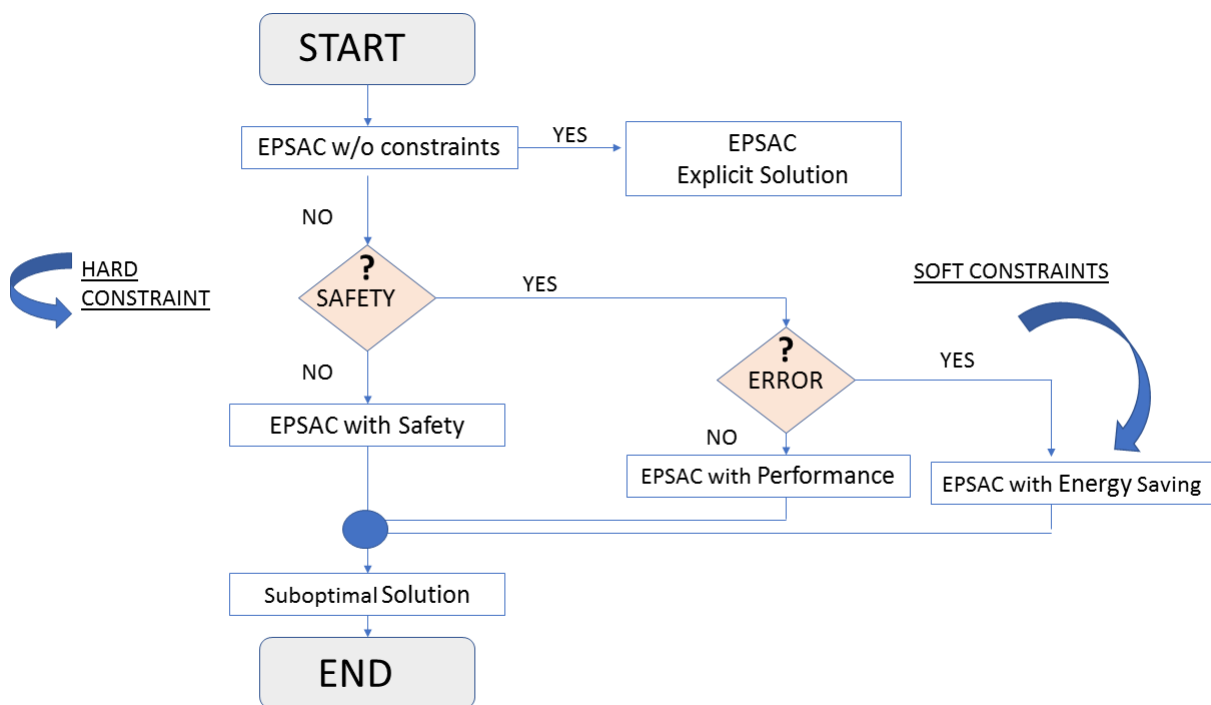 START
EPSAC w/o constraints
YES
EPSAC
Explicit Solution
NO
HARD
CONSTRAINT
?
SAFETY
YES
SOFT CONSTRAINTS
?
ERROR
YES
NO
EPSAC with Safety
NO
EPSAC with Performance
EPSAC with Energy Saving
Suboptimal Solution
END